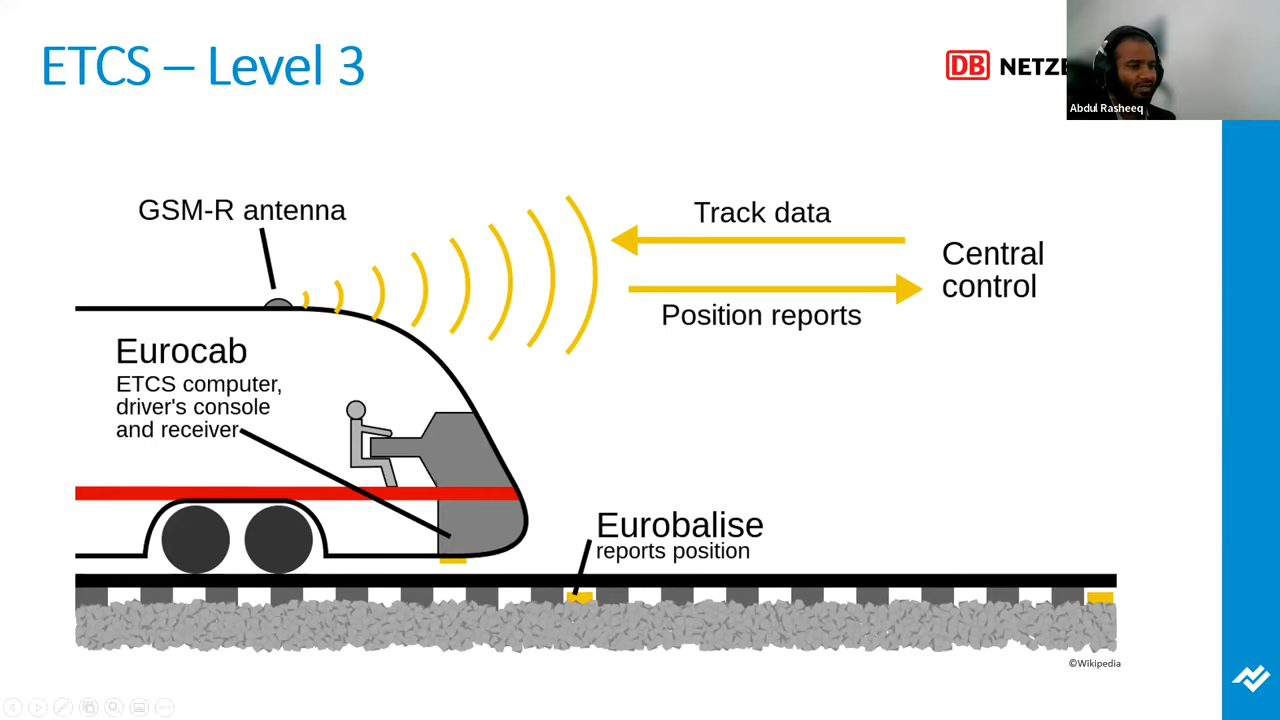 ETCS – Level 3
DB NETZE
Abdul Rasheeq
GSM-R antenna
Track data
Central
control
Position reports
Eurocab
ETCS computer,
driver's console
and receiver
Eurobalise
reports position
©Wikipedia